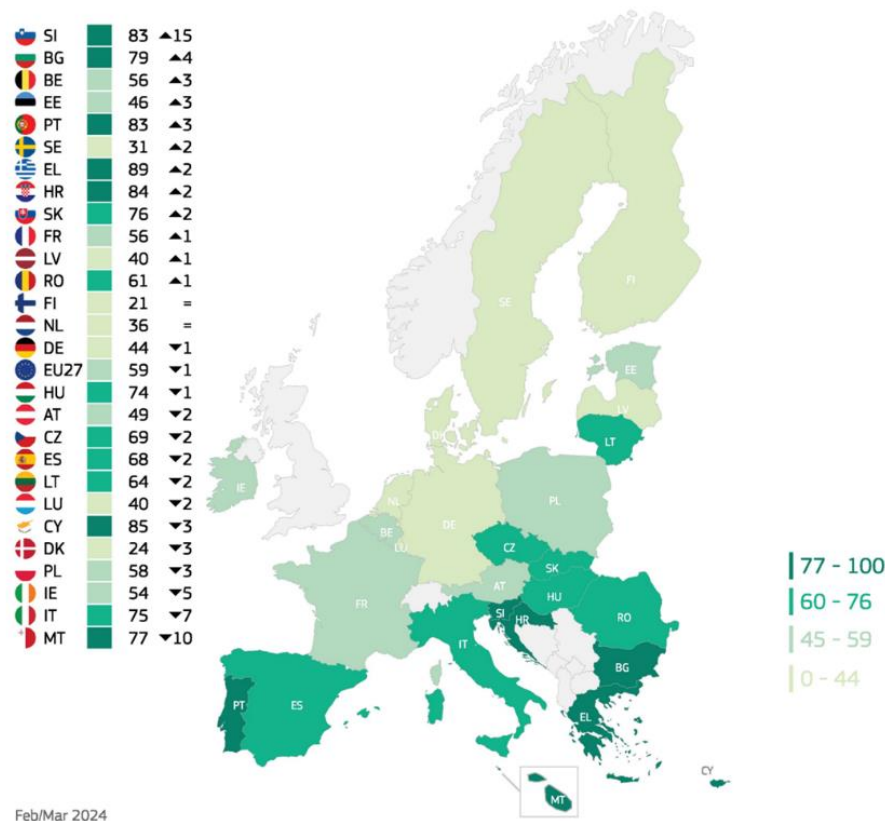 SI 83 ▲15
BG 79 ▲4
BE 56 ▲3
EE 46 ▲3
PT 83 ▲3
SE 31 ▲2
EL 89 ▲2
HR 84 ▲2
SK 76 ▲2
FR 56 ▲1
LV 40 ▲1
RO 61 ▲1
FI 21 =
NL 36 =
DE 44 ▼1
EU27 59 ▼1
HU 74 ▼1
AT 49 ▼2
CZ 69 ▼2
ES 68 ▼2
LT 64 ▼2
LU 40 ▼2
CY 85 ▼3
DK 24 ▼3
PL 58 ▼3
IE 54 ▼5
IT 75 ▼7
MT 77 ▼10
FI
SE
EE
LV
DK
LT
IE
NL
PL
BE
DE
LU
CZ
SK
FR
AT
HU
SI
HR
RO
IT
BG
PT
ES
EL
CY
MT
77 - 100
60 - 76
45 - 59
0 - 44
Feb/Mar 2024